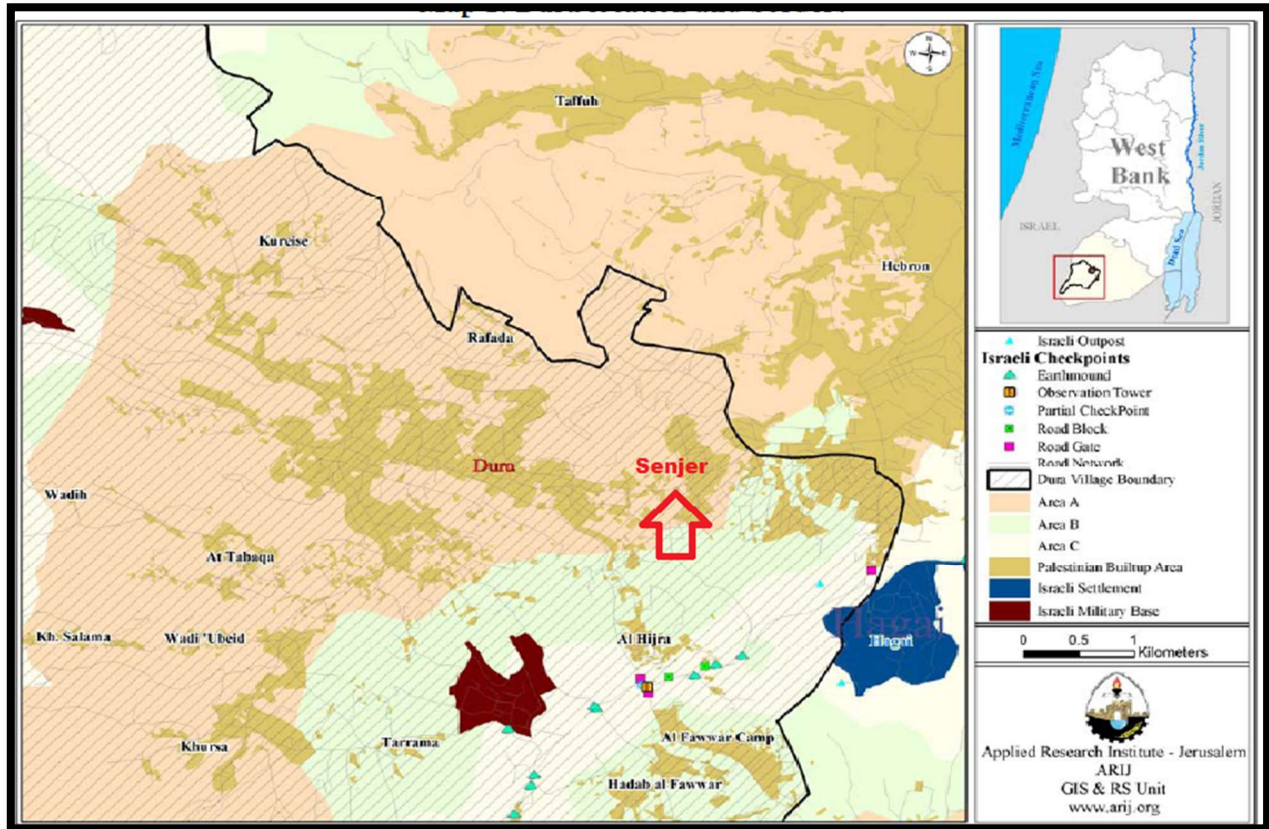 Taffuh
Kureise
Hebron
Rafada
Dura
Senjer
Wadih
At Tabaqa
Kh. Salama
Wadi 'Ubeid
Al Hijra
Hagai
Hagai
Khursa
Tarrama
Al Fawwar Camp
Hadab al Fawwar
N
W
E
S
Mediterranean Sea
West
Bank
Jordan River
ISRAEL
JORDAN
Dead Sea
Israeli Outpost
Israeli Checkpoints
Earthmound
Observation Tower
Partial CheckPoint
Road Block
Road Gate
Road Network
Dura Village Boundary
Area A
Area B
Area C
Palestinian Builtup Area
Israeli Settlement
Israeli Military Base
0 0.5 1
Kilometers
Applied Research Institute - Jerusalem
ARIJ
GIS & RS Unit
www.arij.org